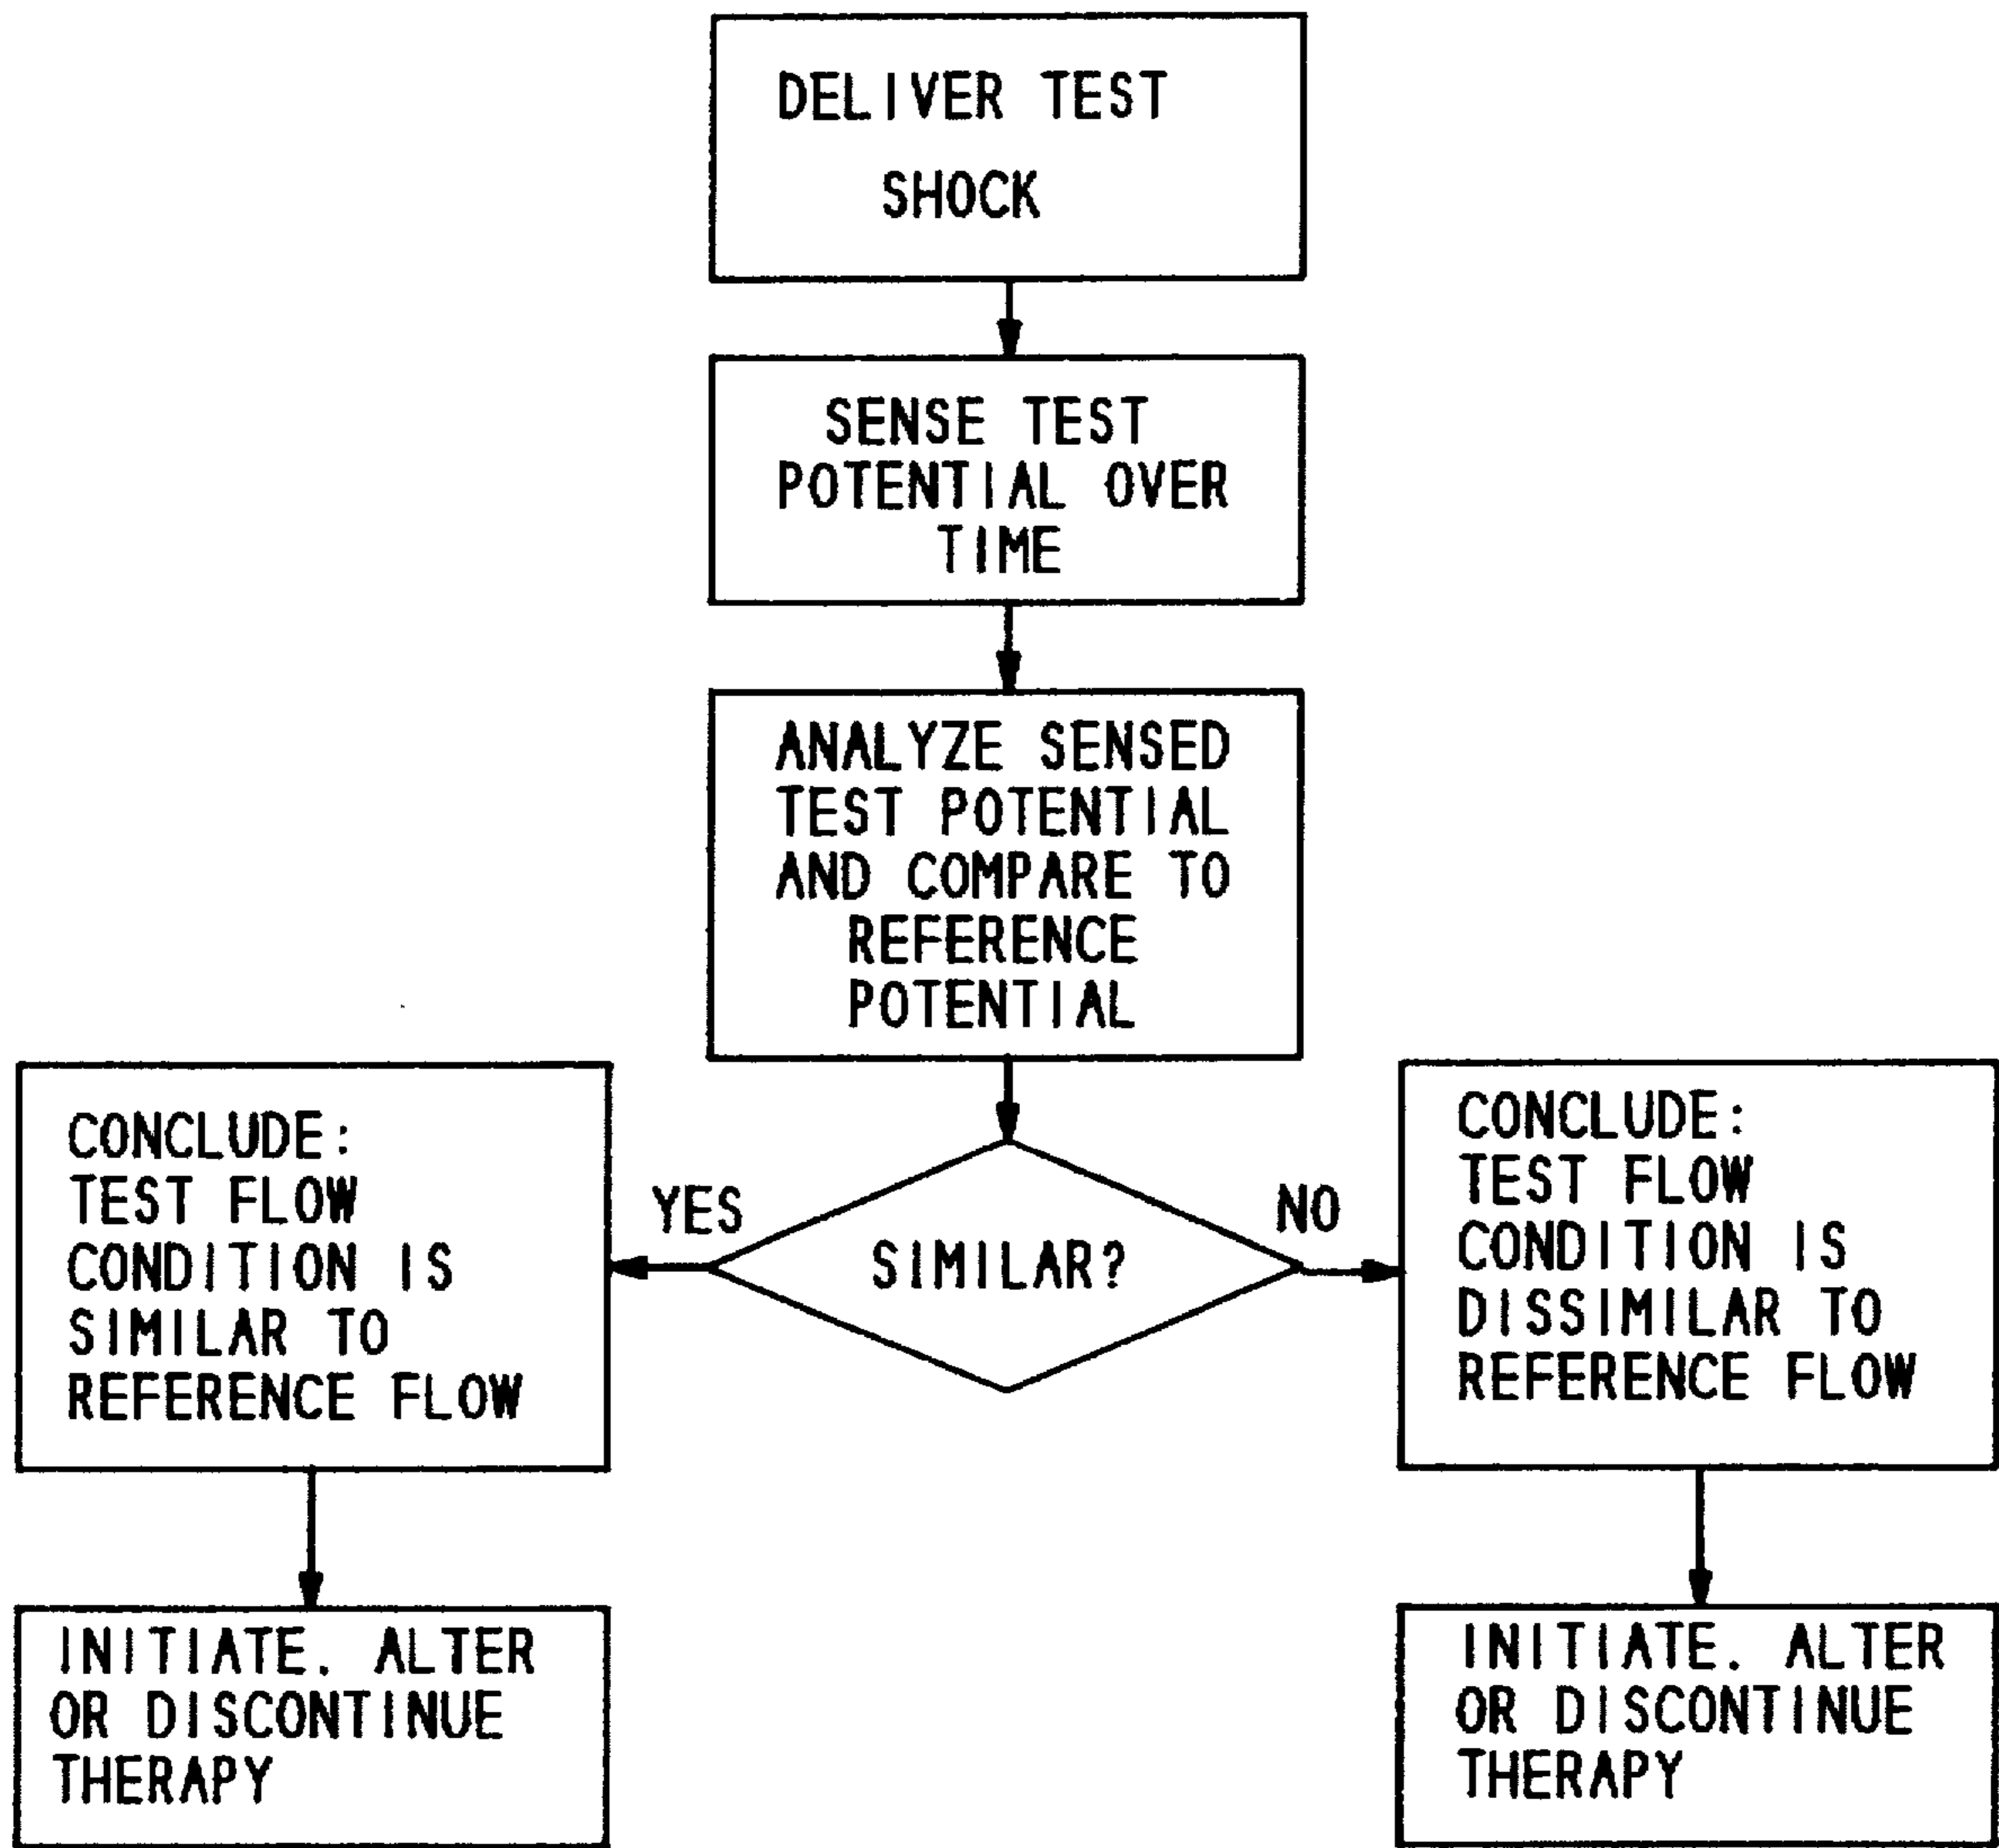 DELIVER TEST
SHOCK
SENSE TEST
POTENTIAL OVER
TIME
ANALYZE SENSED
TEST POTENTIAL
AND COMPARE TO
REFERENCE
POTENTIAL
SIMILAR?
YES
CONCLUDE:
TEST FLOW
CONDITION IS
SIMILAR TO
REFERENCE FLOW
INITIATE. ALTER
OR DISCONTINUE
THERAPY
NO
CONCLUDE:
TEST FLOW
CONDITION IS
DISSIMILAR TO
REFERENCE FLOW
INITIATE. ALTER
OR DISCONTINUE
THERAPY